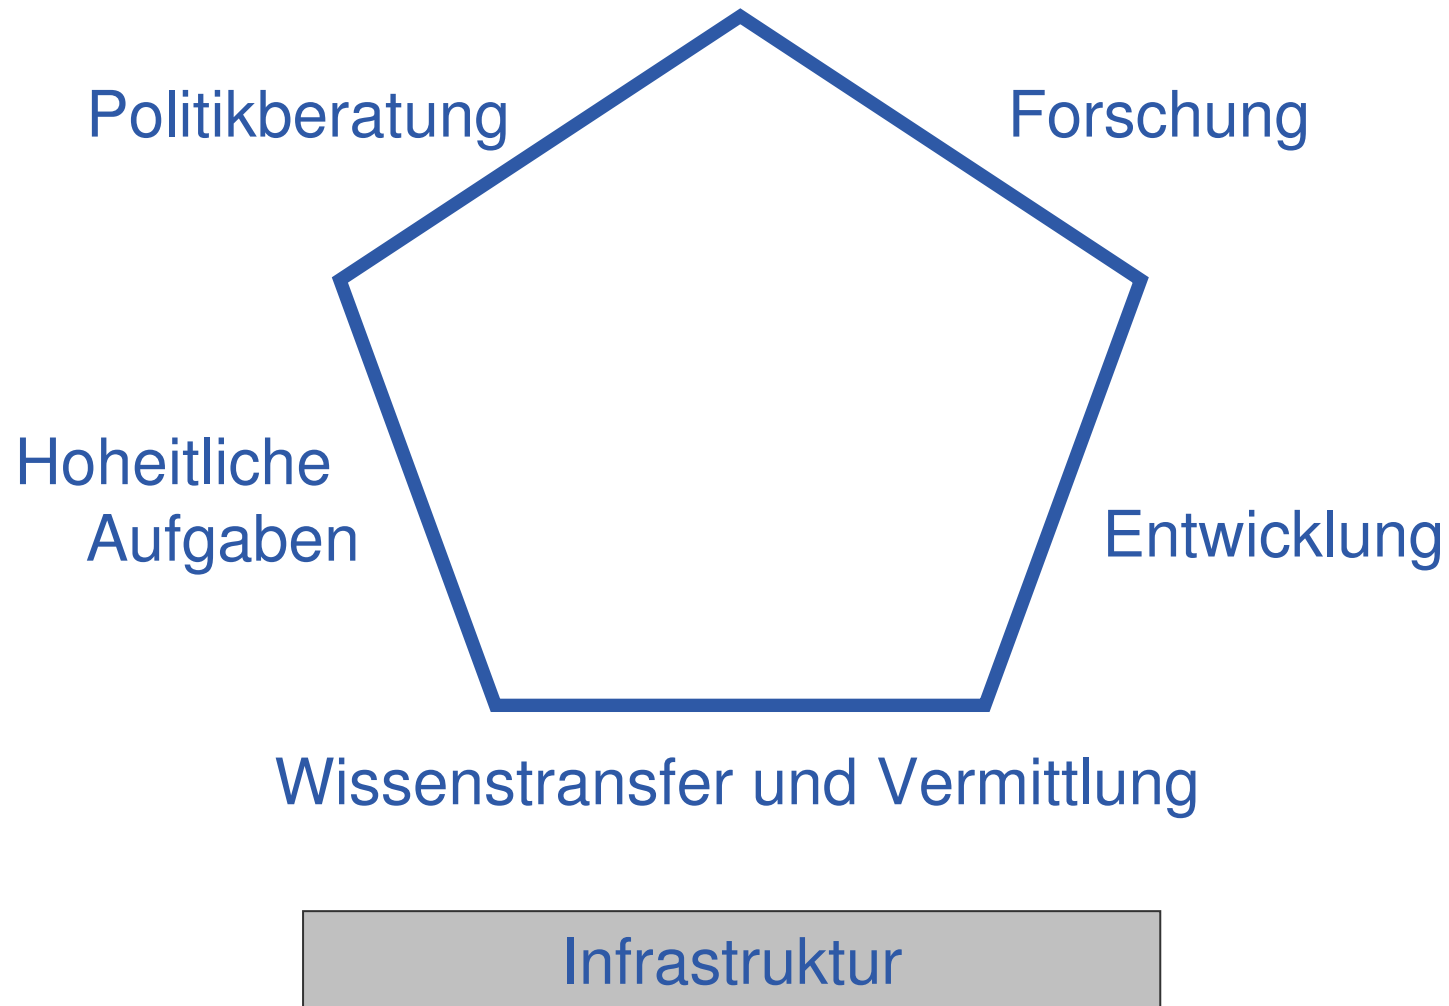 Politikberatung
Forschung
Hoheitliche
Aufgaben
Entwicklung
Wissenstransfer und Vermittlung
Infrastruktur